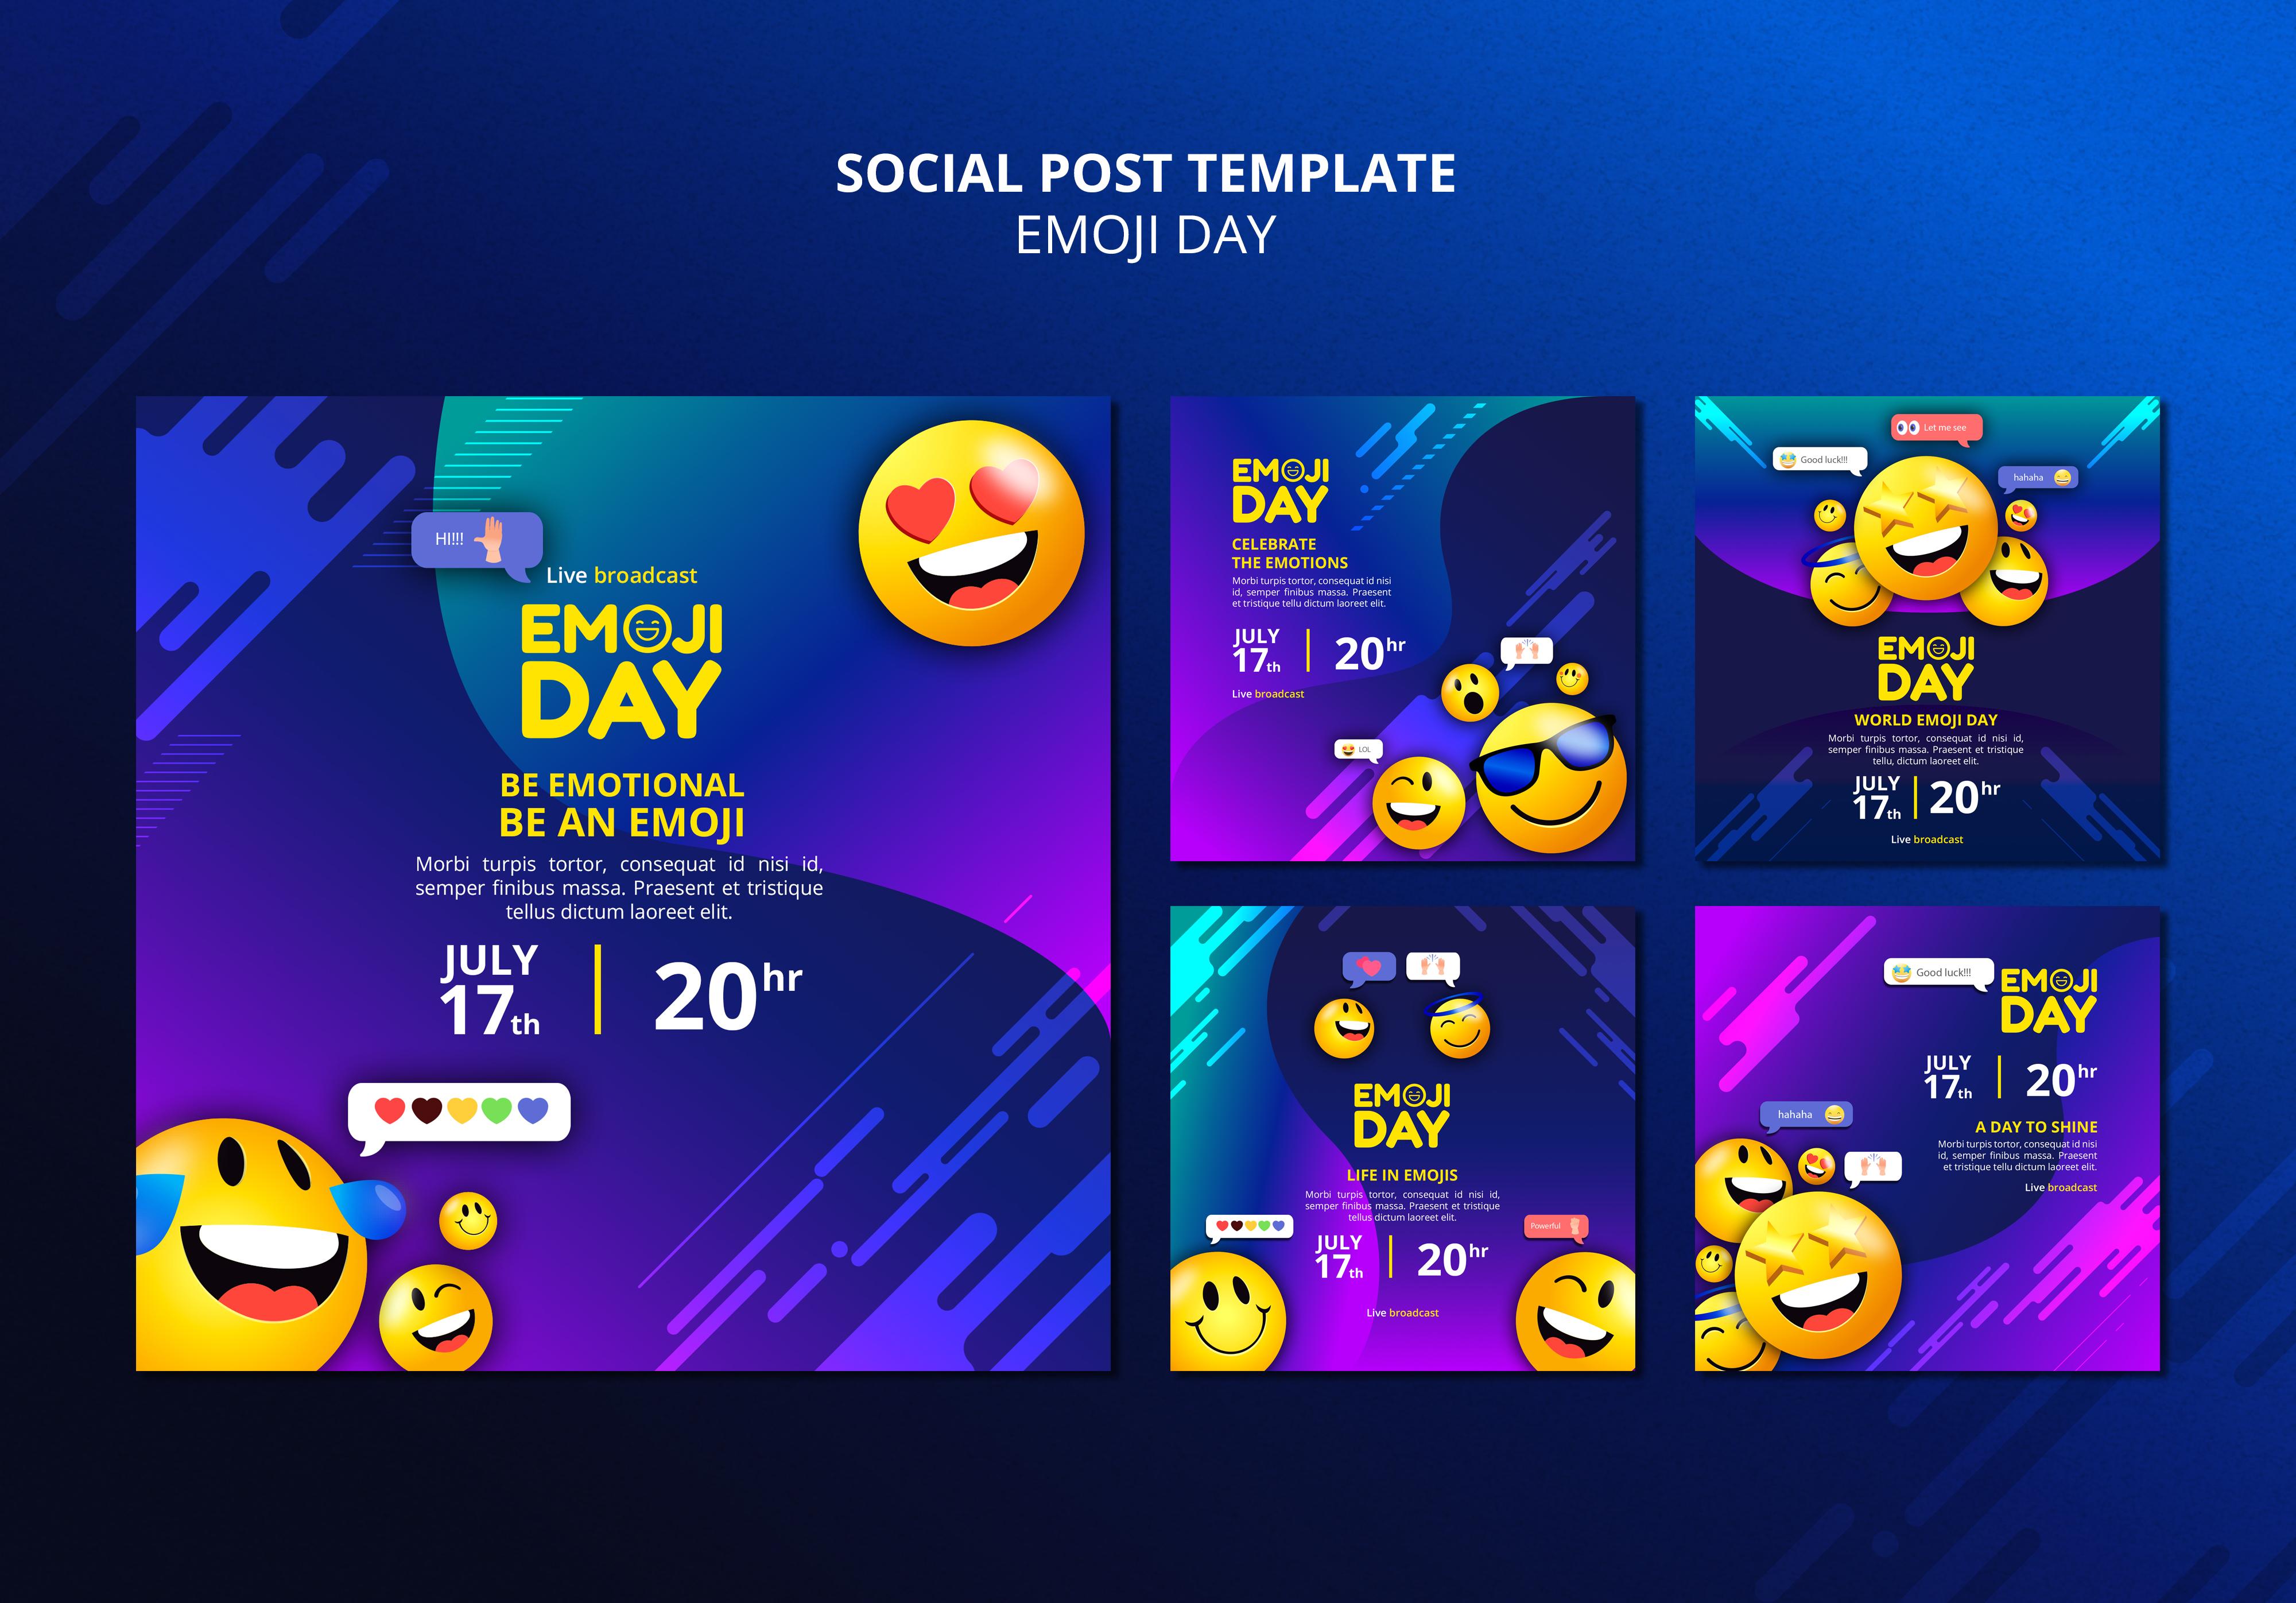 SOCIAL POST TEMPLATE
EMOJI DAY
HI!!!
Live broadcast
EMOJI
DAY
BE EMOTIONAL
BE AN EMOJI
Morbi turpis tortor, consequat id nisi id,
semper finibus massa. Praesent et tristique
tellus dictum laoreet elit.
JULY
17th
20hr
EMOJI
DAY
CELEBRATE
THE EMOTIONS
Morbi turpis tortor, consequat id nisi
id, semper finibus massa. Praesent
et tristique tellu dictum laoreet elit.
JULY
17th
20hr
Live broadcast
LOL
Let me see
Good luck!!!
hahaha
EMOJI
DAY
WORLD EMOJI DAY
Morbi turpis tortor, consequat id nisi id,
semper finibus massa. Praesent et tristique
tellu, dictum laoreet elit.
JULY
17th
20hr
Live broadcast
EMOJI
DAY
LIFE IN EMOJIS
Morbi turpis tortor, consequat id nisi id,
semper finibus massa. Praesent et tristique
tellus dictum laoreet elit.
Powerful
JULY
17th
20hr
Live broadcast
Good luck!!!
EMOJI
DAY
JULY
17th
20hr
hahaha
A DAY TO SHINE
Morbi turpis tortor, consequat id nisi
id, semper finibus massa. Praesent
et tristique tellu dictum laoreet elit.
Live broadcast